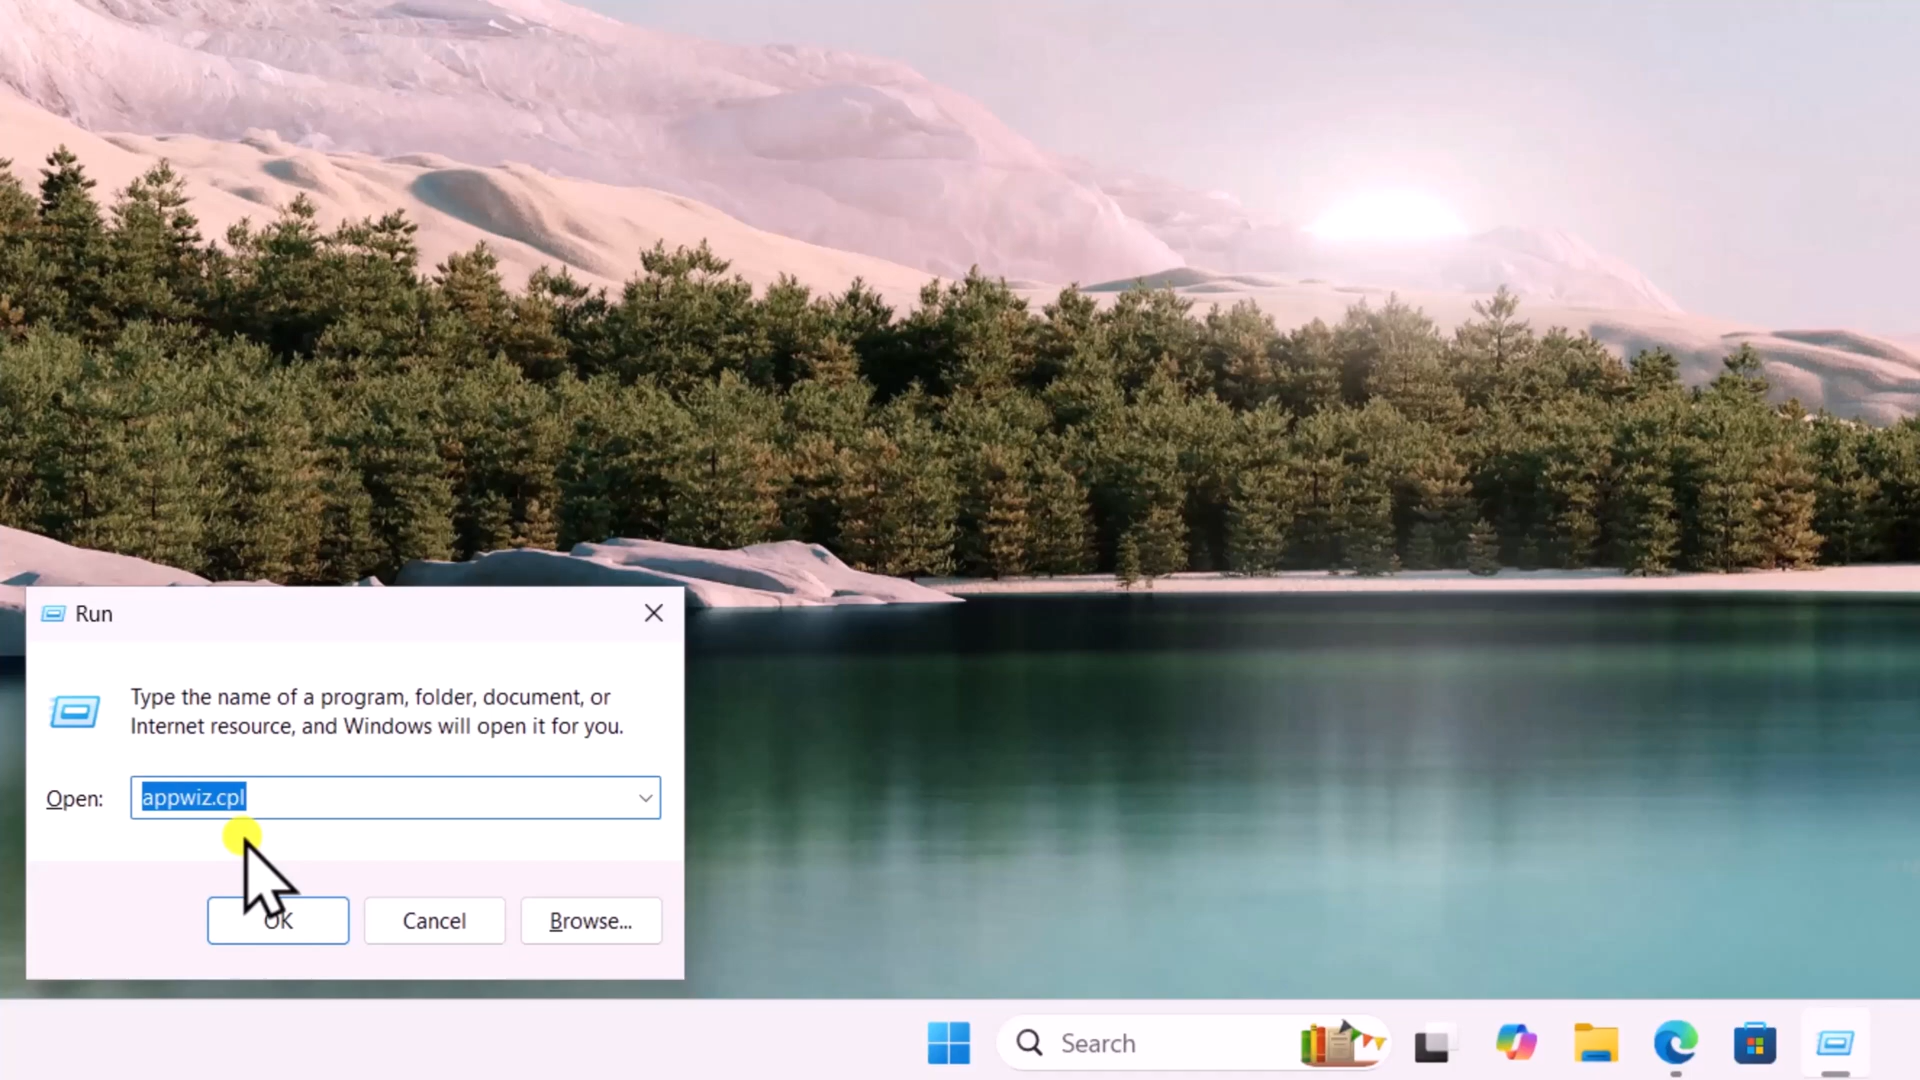 Run
Type the name of a program, folder, document, or
Internet resource, and Windows will open it for you.
Open:
appwiz.cpl
OK
Cancel
Browse...
Search